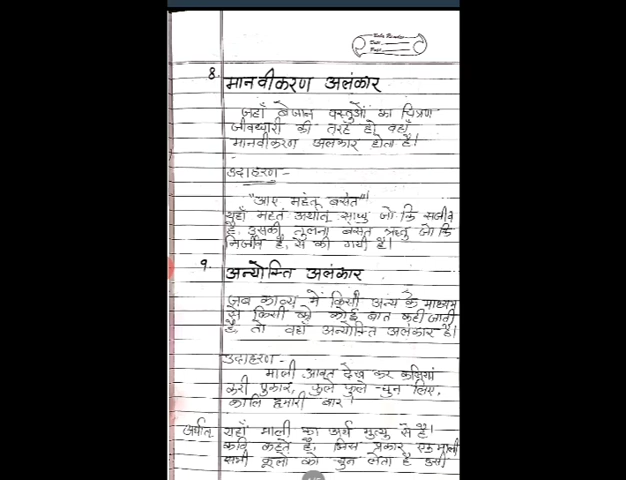 8. मानवीकरण अलंकार
जहाँ बेजान वस्तुओं का चित्रण
जीवधारी की तरह हो वहाँ
मानवीकरण अलंकार होता है।
उदाहरण -
"आए महंत बसंत"
यहाँ महंत अर्थात साधु जो कि सजीव
है, उसकी तुलना बसंत ऋतु जो कि
निर्जीव है, से की गयी है।
९. अन्योक्ति अलंकार
जब काव्य में किसी अन्य के माध्यम
से किसी को कोई बात कही जाती
है, तो वहाँ अन्योक्ति अलंकार है।
उदाहरण -
माली आवत देख कर कलियां
करी पुकार, फुले फुले चुन लिए,
कालि हमारी बार।
अर्थात यहाँ माली का अर्थ मृत्यु से है।
कवि कहते है, जिस प्रकार एक माली
सभी फूलों को चुन लेता है उसी